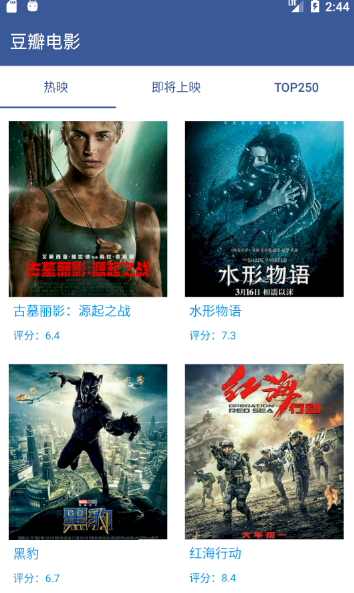 LTE 2:44
豆瓣电影
热映 即将上映 TOP250
古墓丽影：源起之战
水形物语
THE SHAPE OF WATER
3月16日 相濡以沫
古墓丽影：源起之战
水形物语
评分：6.4
评分：7.3
红海行动
OPERATION
RED SEA
MARVEL
黑豹
大年初一
黑豹
红海行动
评分：6.7
评分：8.4